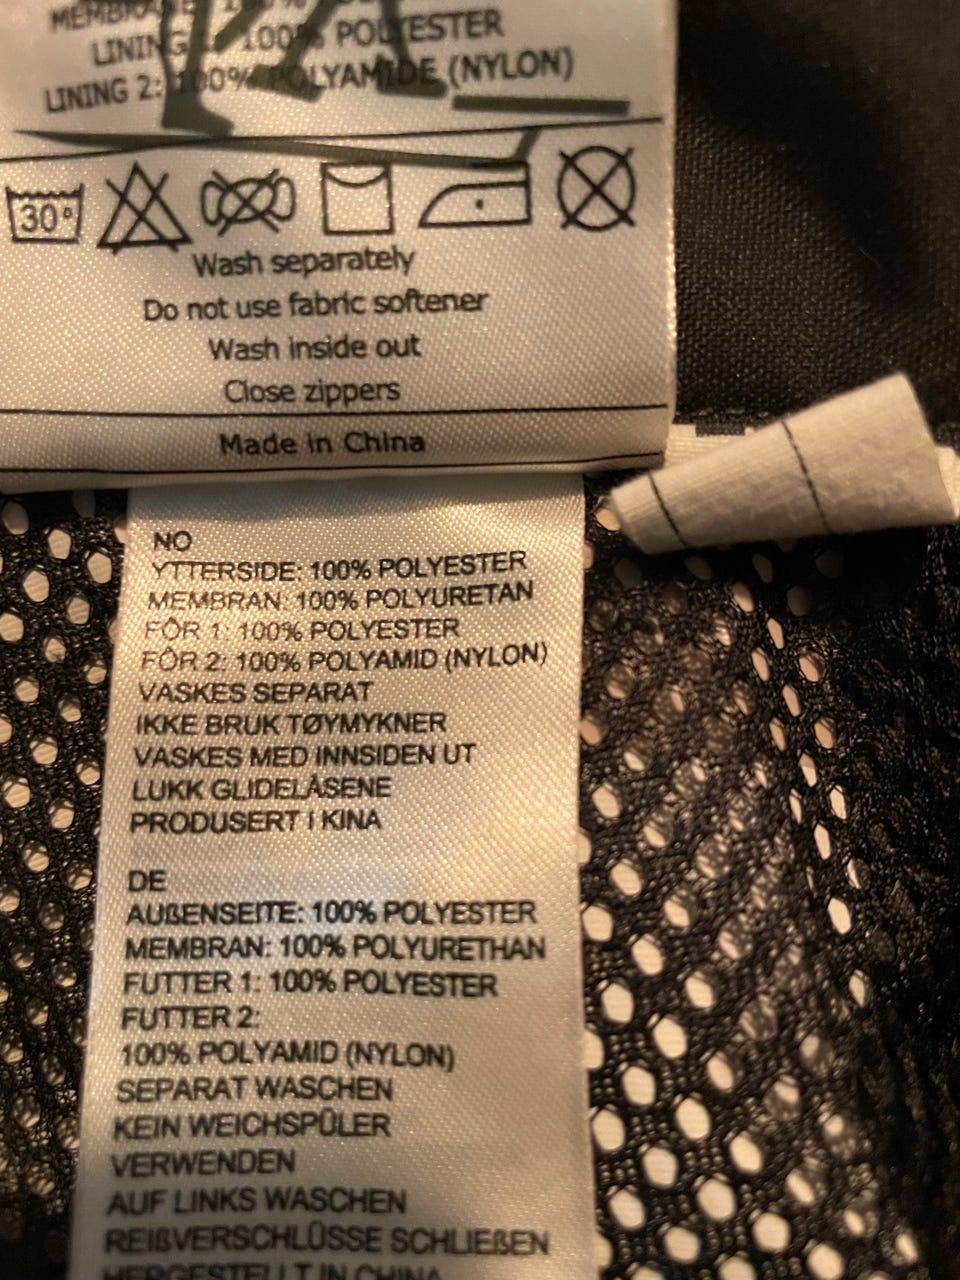 LINING 1: 100% POLYESTER
LINING 2: 100% POLYAMIDE (NYLON)
30°
Wash separately
Do not use fabric softener
Wash inside out
Close zippers
Made in China
NO
YTTERSIDE: 100% POLYESTER
MEMBRAN: 100% POLYURETAN
FÔR 1: 100% POLYESTER
FÔR 2: 100% POLYAMID (NYLON)
VASKES SEPARAT
IKKE BRUK TØYMYKNER
VASKES MED INNSIDEN UT
LUKK GLIDELÅSENE
PRODUSERT I KINA
DE
AUßENSEITE: 100% POLYESTER
MEMBRAN: 100% POLYURETHAN
FUTTER 1: 100% POLYESTER
FUTTER 2:
100% POLYAMID (NYLON)
SEPARAT WASCHEN
KEIN WEICHSPÜLER
VERWENDEN
AUF LINKS WASCHEN
REIßVERSCHLÜSSE SCHLIEßEN
HERGESTELLT IN CHINA